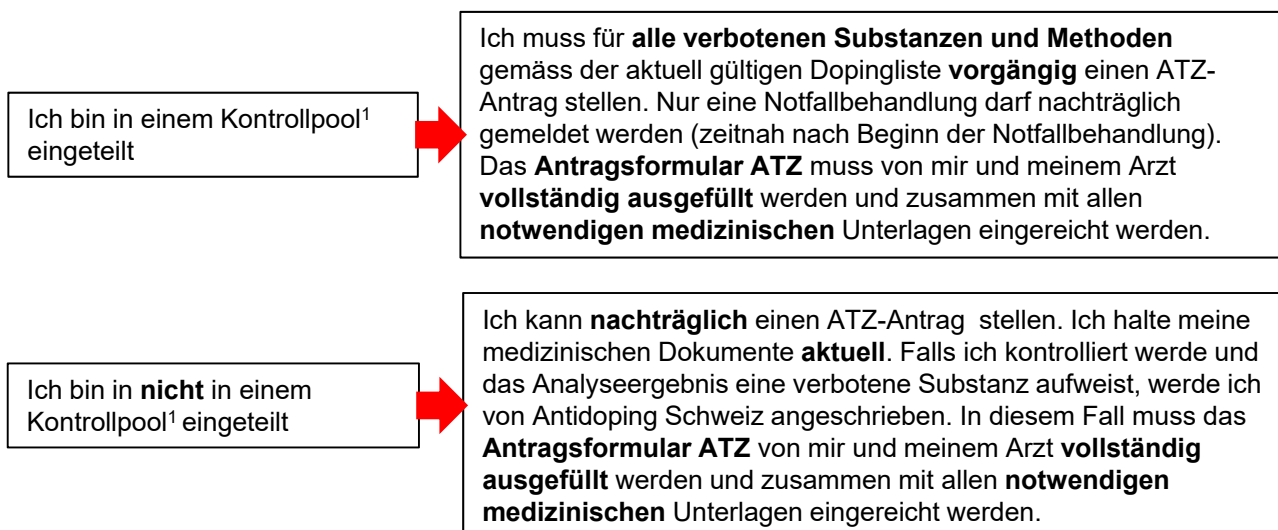 Ich bin in einem Kontrollpool¹
eingeteilt
Ich muss für alle verbotenen Substanzen und Methoden
gemäss der aktuell gültigen Dopingliste vorgängig einen ATZ-
Antrag stellen. Nur eine Notfallbehandlung darf nachträglich
gemeldet werden (zeitnah nach Beginn der Notfallbehandlung).
Das Antragsformular ATZ muss von mir und meinem Arzt
vollständig ausgefüllt werden und zusammen mit allen
notwendigen medizinischen Unterlagen eingereicht werden.
Ich bin in nicht in einem
Kontrollpool¹ eingeteilt
Ich kann nachträglich einen ATZ-Antrag stellen. Ich halte meine
medizinischen Dokumente aktuell. Falls ich kontrolliert werde und
das Analyseergebnis eine verbotene Substanz aufweist, werde ich
von Antidoping Schweiz angeschrieben. In diesem Fall muss das
Antragsformular ATZ von mir und meinem Arzt vollständig
ausgefüllt werden und zusammen mit allen notwendigen
medizinischen Unterlagen eingereicht werden.